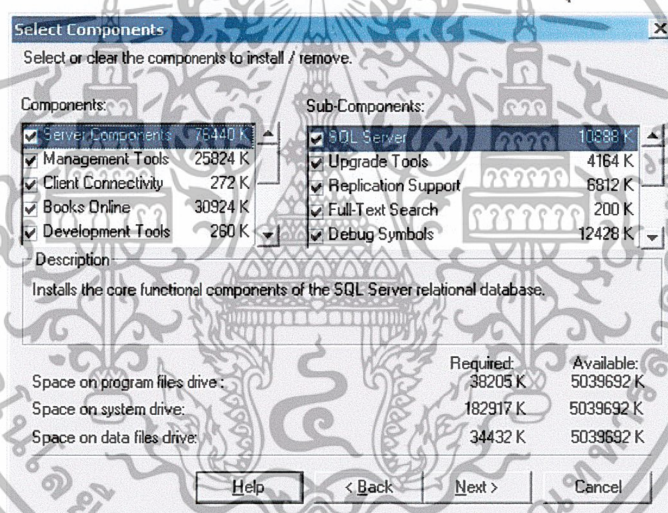 Select Components
Select or clear the components to install / remove.
Components:
Server Components 76440 K
Management Tools 25824 K
Client Connectivity 272 K
Books Online 30924 K
Development Tools 260 K
Sub-Components:
SQL Server 10888 K
Upgrade Tools 4164 K
Replication Support 6812 K
Full-Text Search 200 K
Debug Symbols 12428 K
Description
Installs the core functional components of the SQL Server relational database.
Required: Available:
Space on program files drive: 38205 K 5039692 K
Space on system drive: 182917 K 5039692 K
Space on data files drive: 34432 K 5039692 K
Help < Back Next > Cancel